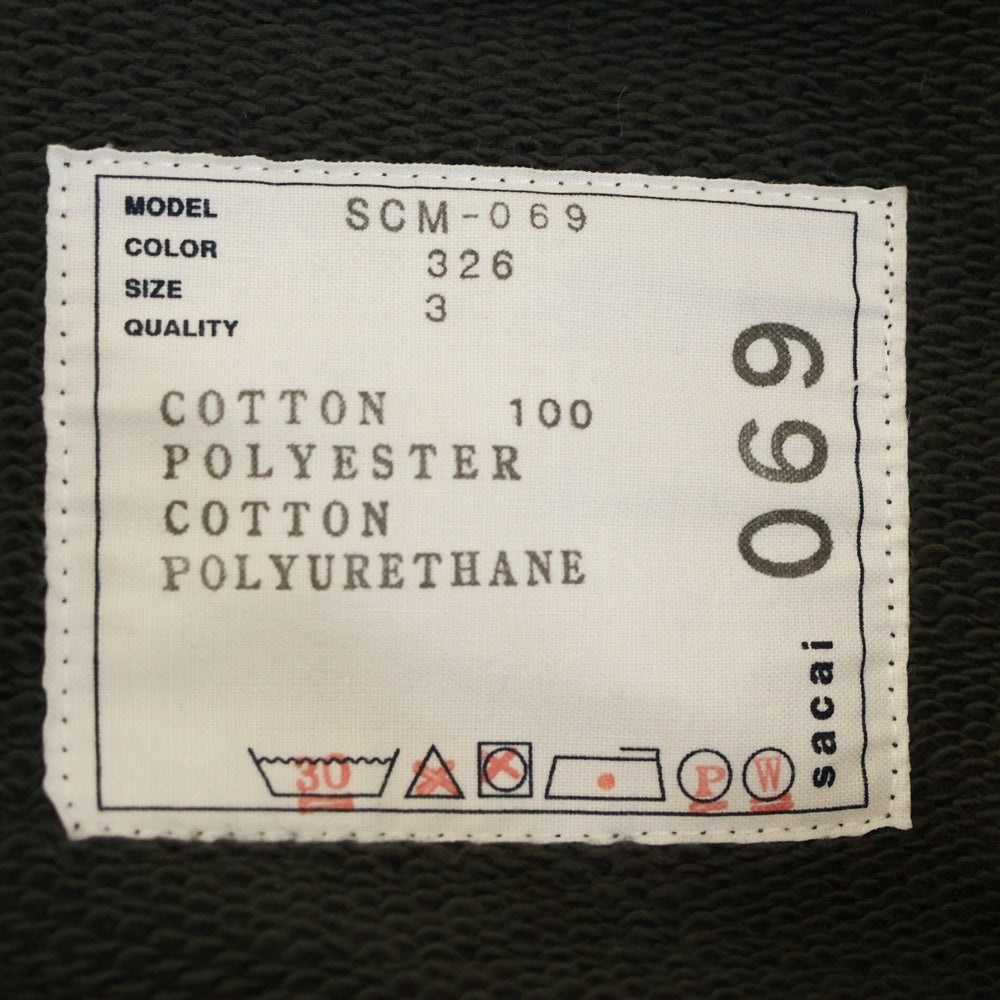 MODEL SCM-069
COLOR 326
SIZE 3
QUALITY
COTTON 100
POLYESTER
COTTON
POLYURETHANE
069
sacai
30
P
W